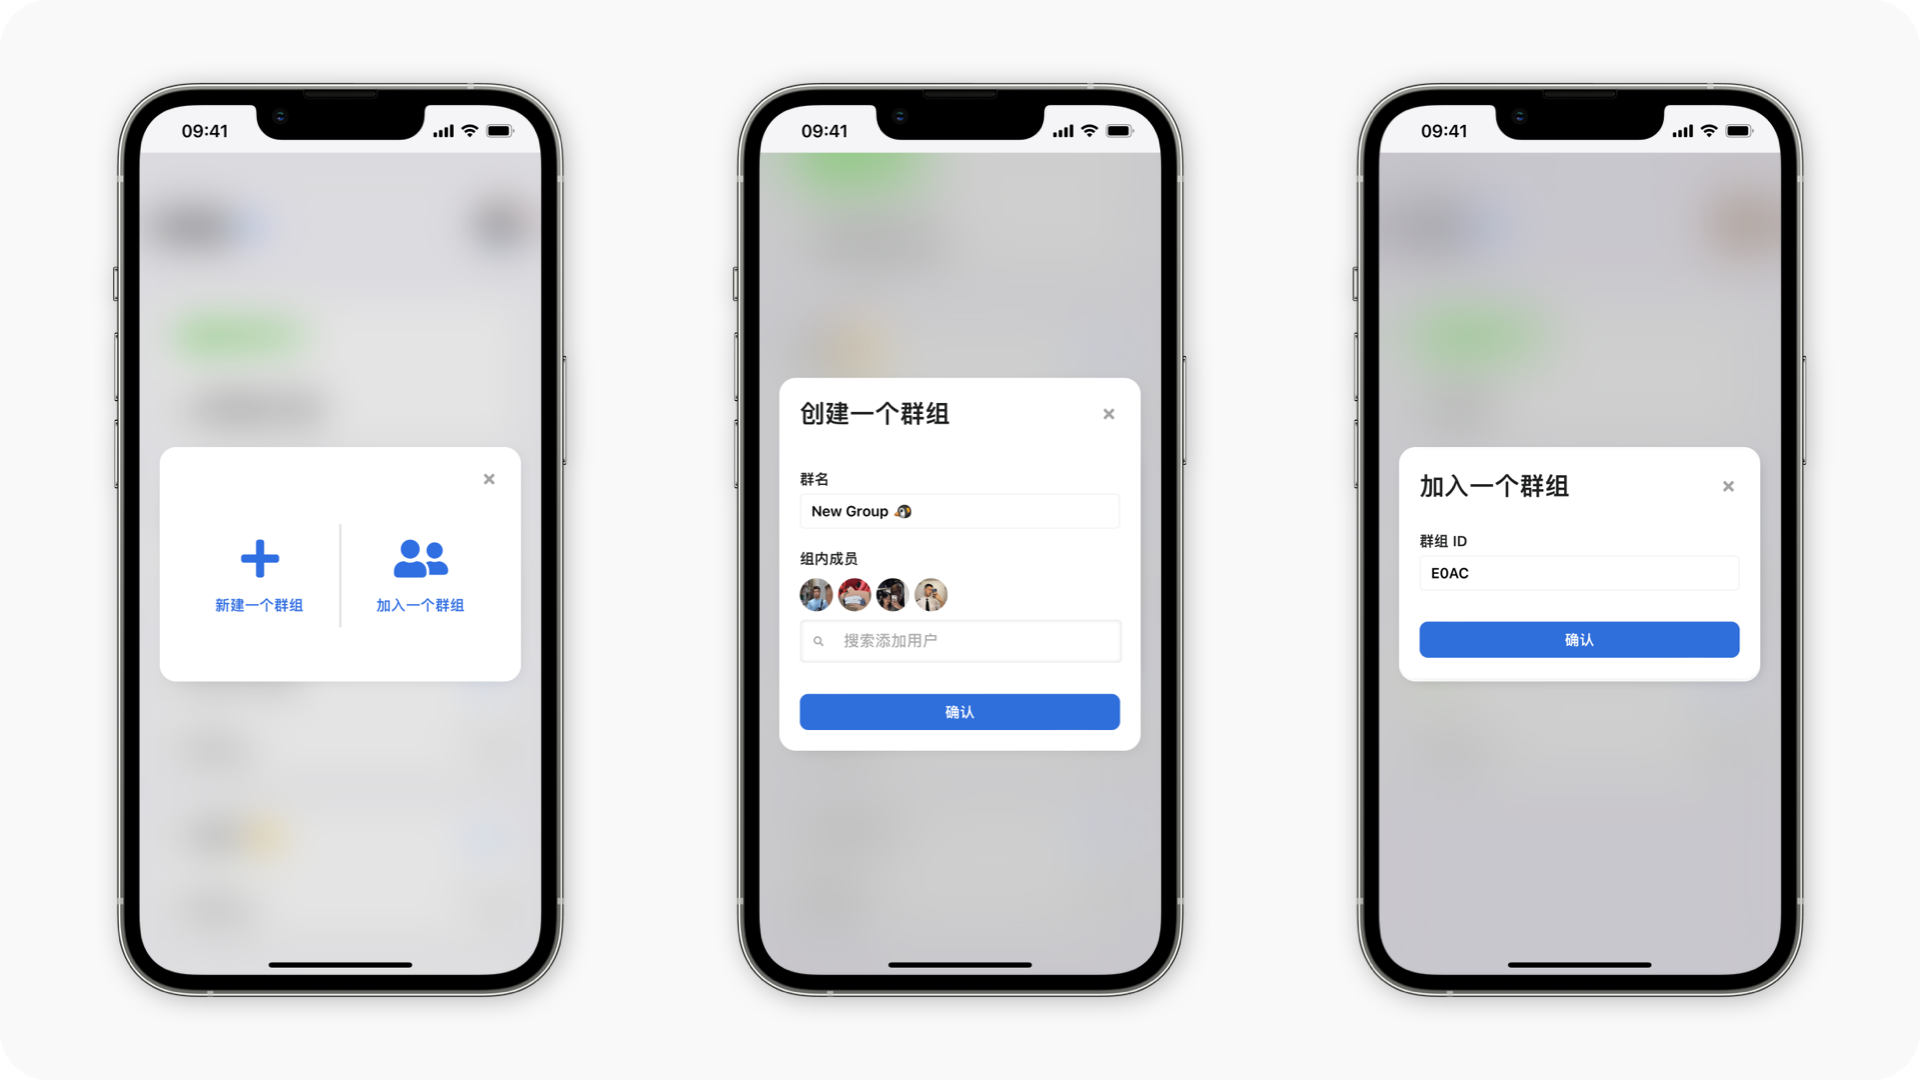 09:41
新建一个群组
加入一个群组
09:41
创建一个群组
群名
New Group 🐧
组内成员
搜索添加用户
确认
09:41
加入一个群组
群组 ID
E0AC
确认